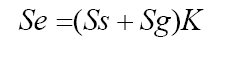 Se =(Ss + Sg)K